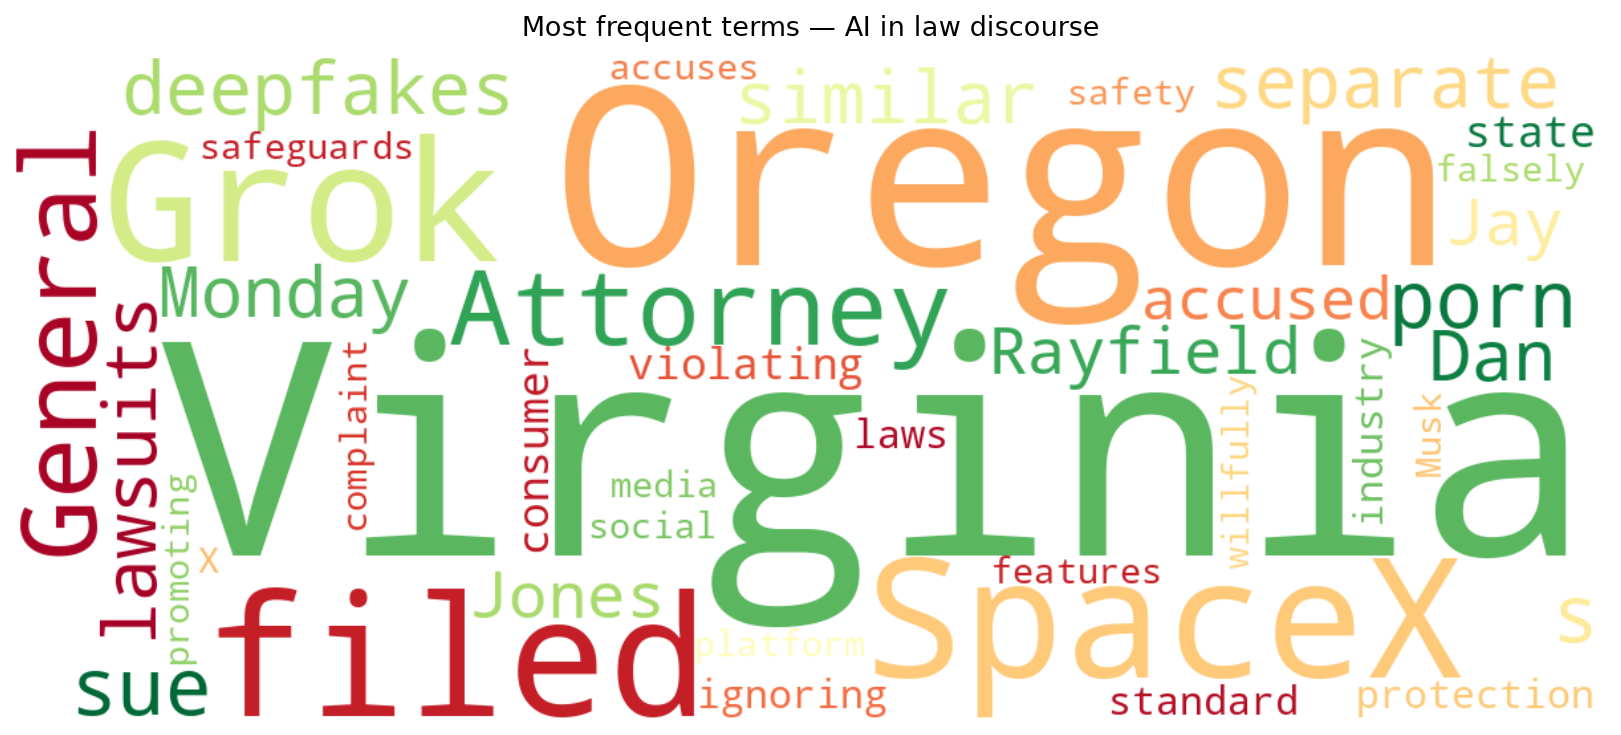 Most frequent terms — AI in law discourse
deepfakes
accuses
similar
safety
separate
Grok
safeguards
Oregon
state
falsely
Jay
General
Monday
Attorney
accused
porn
lawsuits
Rayfield
Dan
Virginia
complaint
consumer
violating
laws
willfully
industry
Musk
media
social
promoting
X
features
filed
Jones
SpaceX
s
platform
sue
ignoring
standard
protection